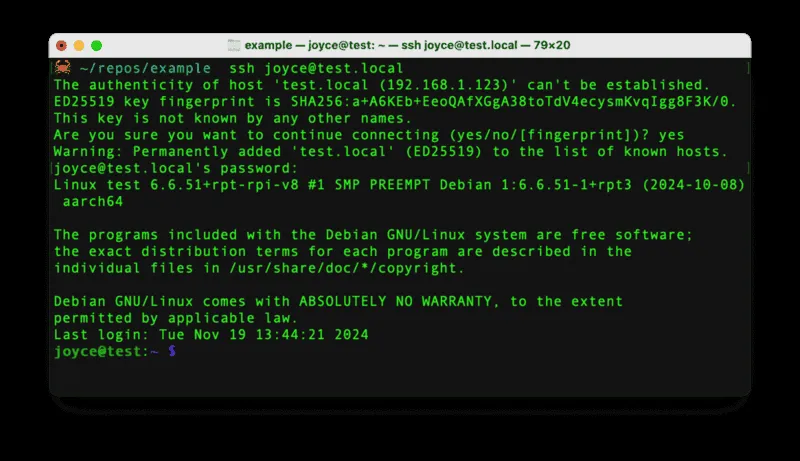 example — joyce@test: ~ — ssh joyce@test.local — 79×20
~/repos/example ssh joyce@test.local
The authenticity of host 'test.local (192.168.1.123)' can't be established.
ED25519 key fingerprint is SHA256:a+A6KEb+EeoQAfXGgA38toTdV4ecysmKvqIgg8F3K/0.
This key is not known by any other names.
Are you sure you want to continue connecting (yes/no/[fingerprint])? yes
Warning: Permanently added 'test.local' (ED25519) to the list of known hosts.
joyce@test.local's password:
Linux test 6.6.51+rpt-rpi-v8 #1 SMP PREEMPT Debian 1:6.6.51-1+rpt3 (2024-10-08)
aarch64
The programs included with the Debian GNU/Linux system are free software;
the exact distribution terms for each program are described in the
individual files in /usr/share/doc/*/copyright.
Debian GNU/Linux comes with ABSOLUTELY NO WARRANTY, to the extent
permitted by applicable law.
Last login: Tue Nov 19 13:44:21 2024
joyce@test:~ $